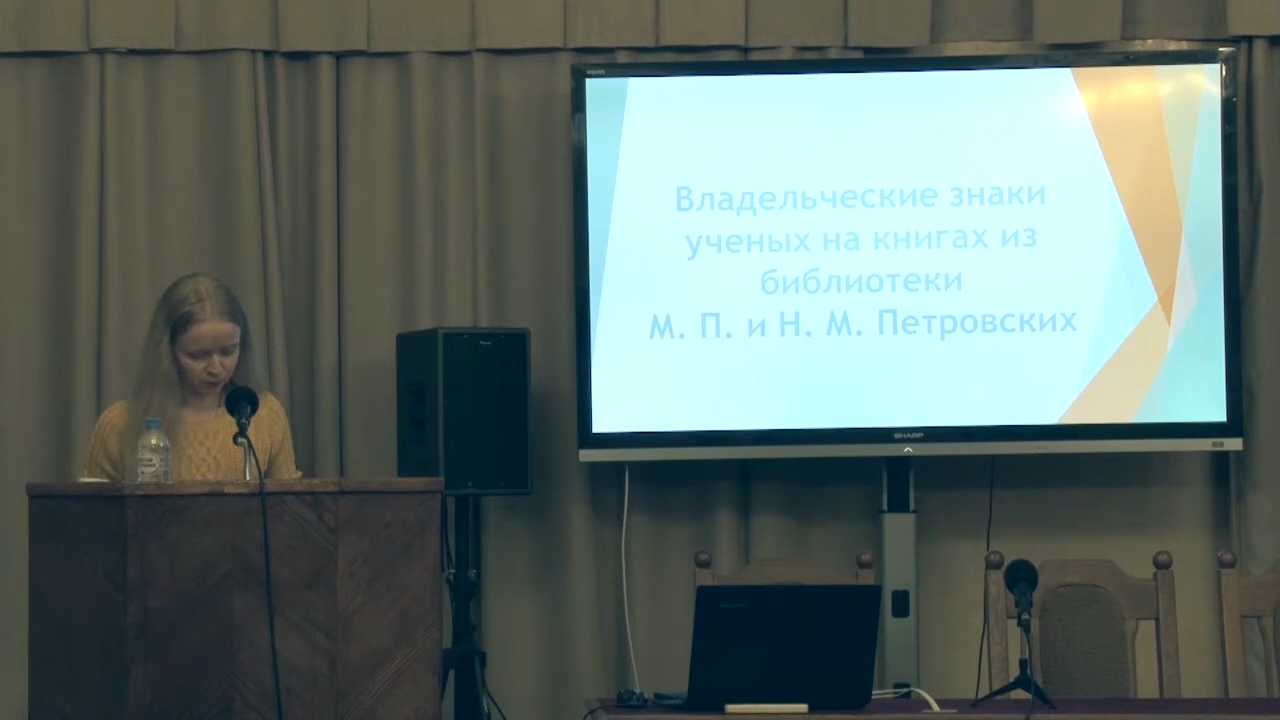 Владельческие знаки
ученых на книгах из
библиотеки
М. П. и Н. М. Петровских
SHARP